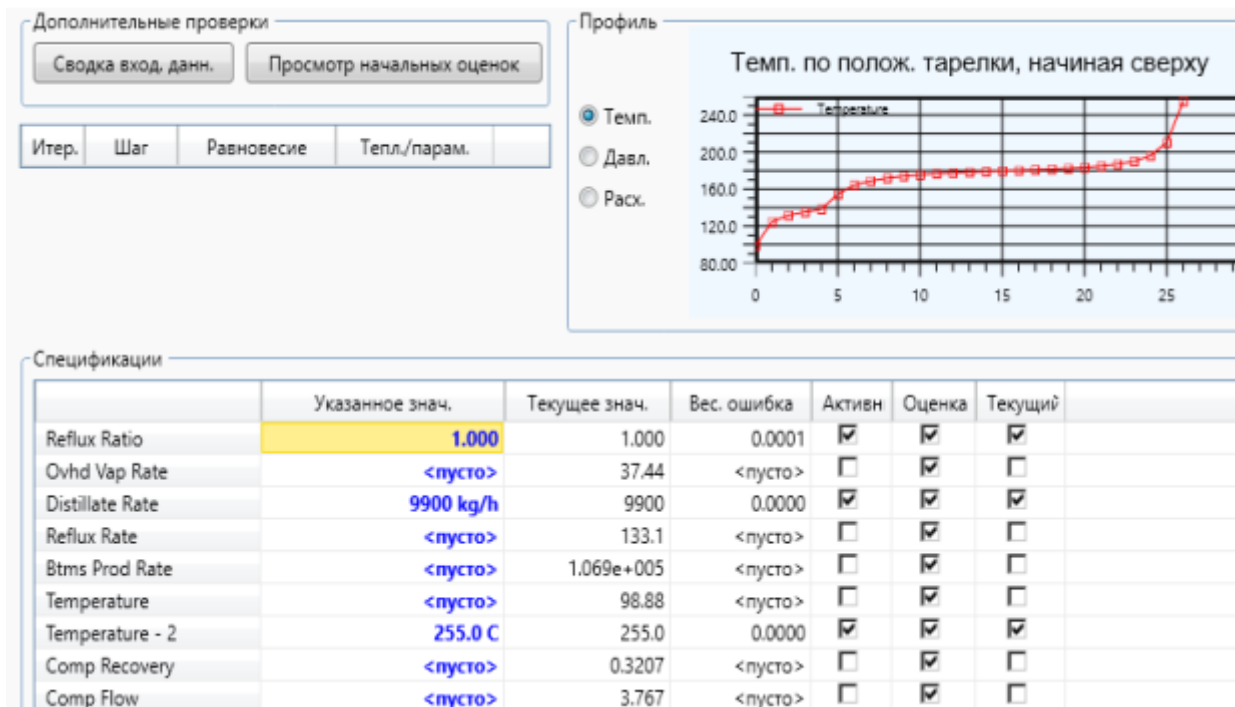 Дополнительные проверки
Сводка вход. данн. Просмотр начальных оценок
Итер. Шаг Равновесие Тепл./парам.
Профиль
Темп.
Давл.
Расх.
Темп. по полож. тарелки, начиная сверху
Temperature
240.0
200.0
160.0
120.0
80.00
0 5 10 15 20 25
Спецификации
Указанное знач. Текущее знач. Вес. ошибка Активн Оценка Текущий
Reflux Ratio 1.000 1.000 0.0001
Ovhd Vap Rate <пусто> 37.44 <пусто>
Distillate Rate 9900 kg/h 9900 0.0000
Reflux Rate <пусто> 133.1 <пусто>
Btms Prod Rate <пусто> 1.069e+005 <пусто>
Temperature <пусто> 98.88 <пусто>
Temperature - 2 255.0 C 255.0 0.0000
Comp Recovery <пусто> 0.3207 <пусто>
Comp Flow <пусто> 3.767 <пусто>